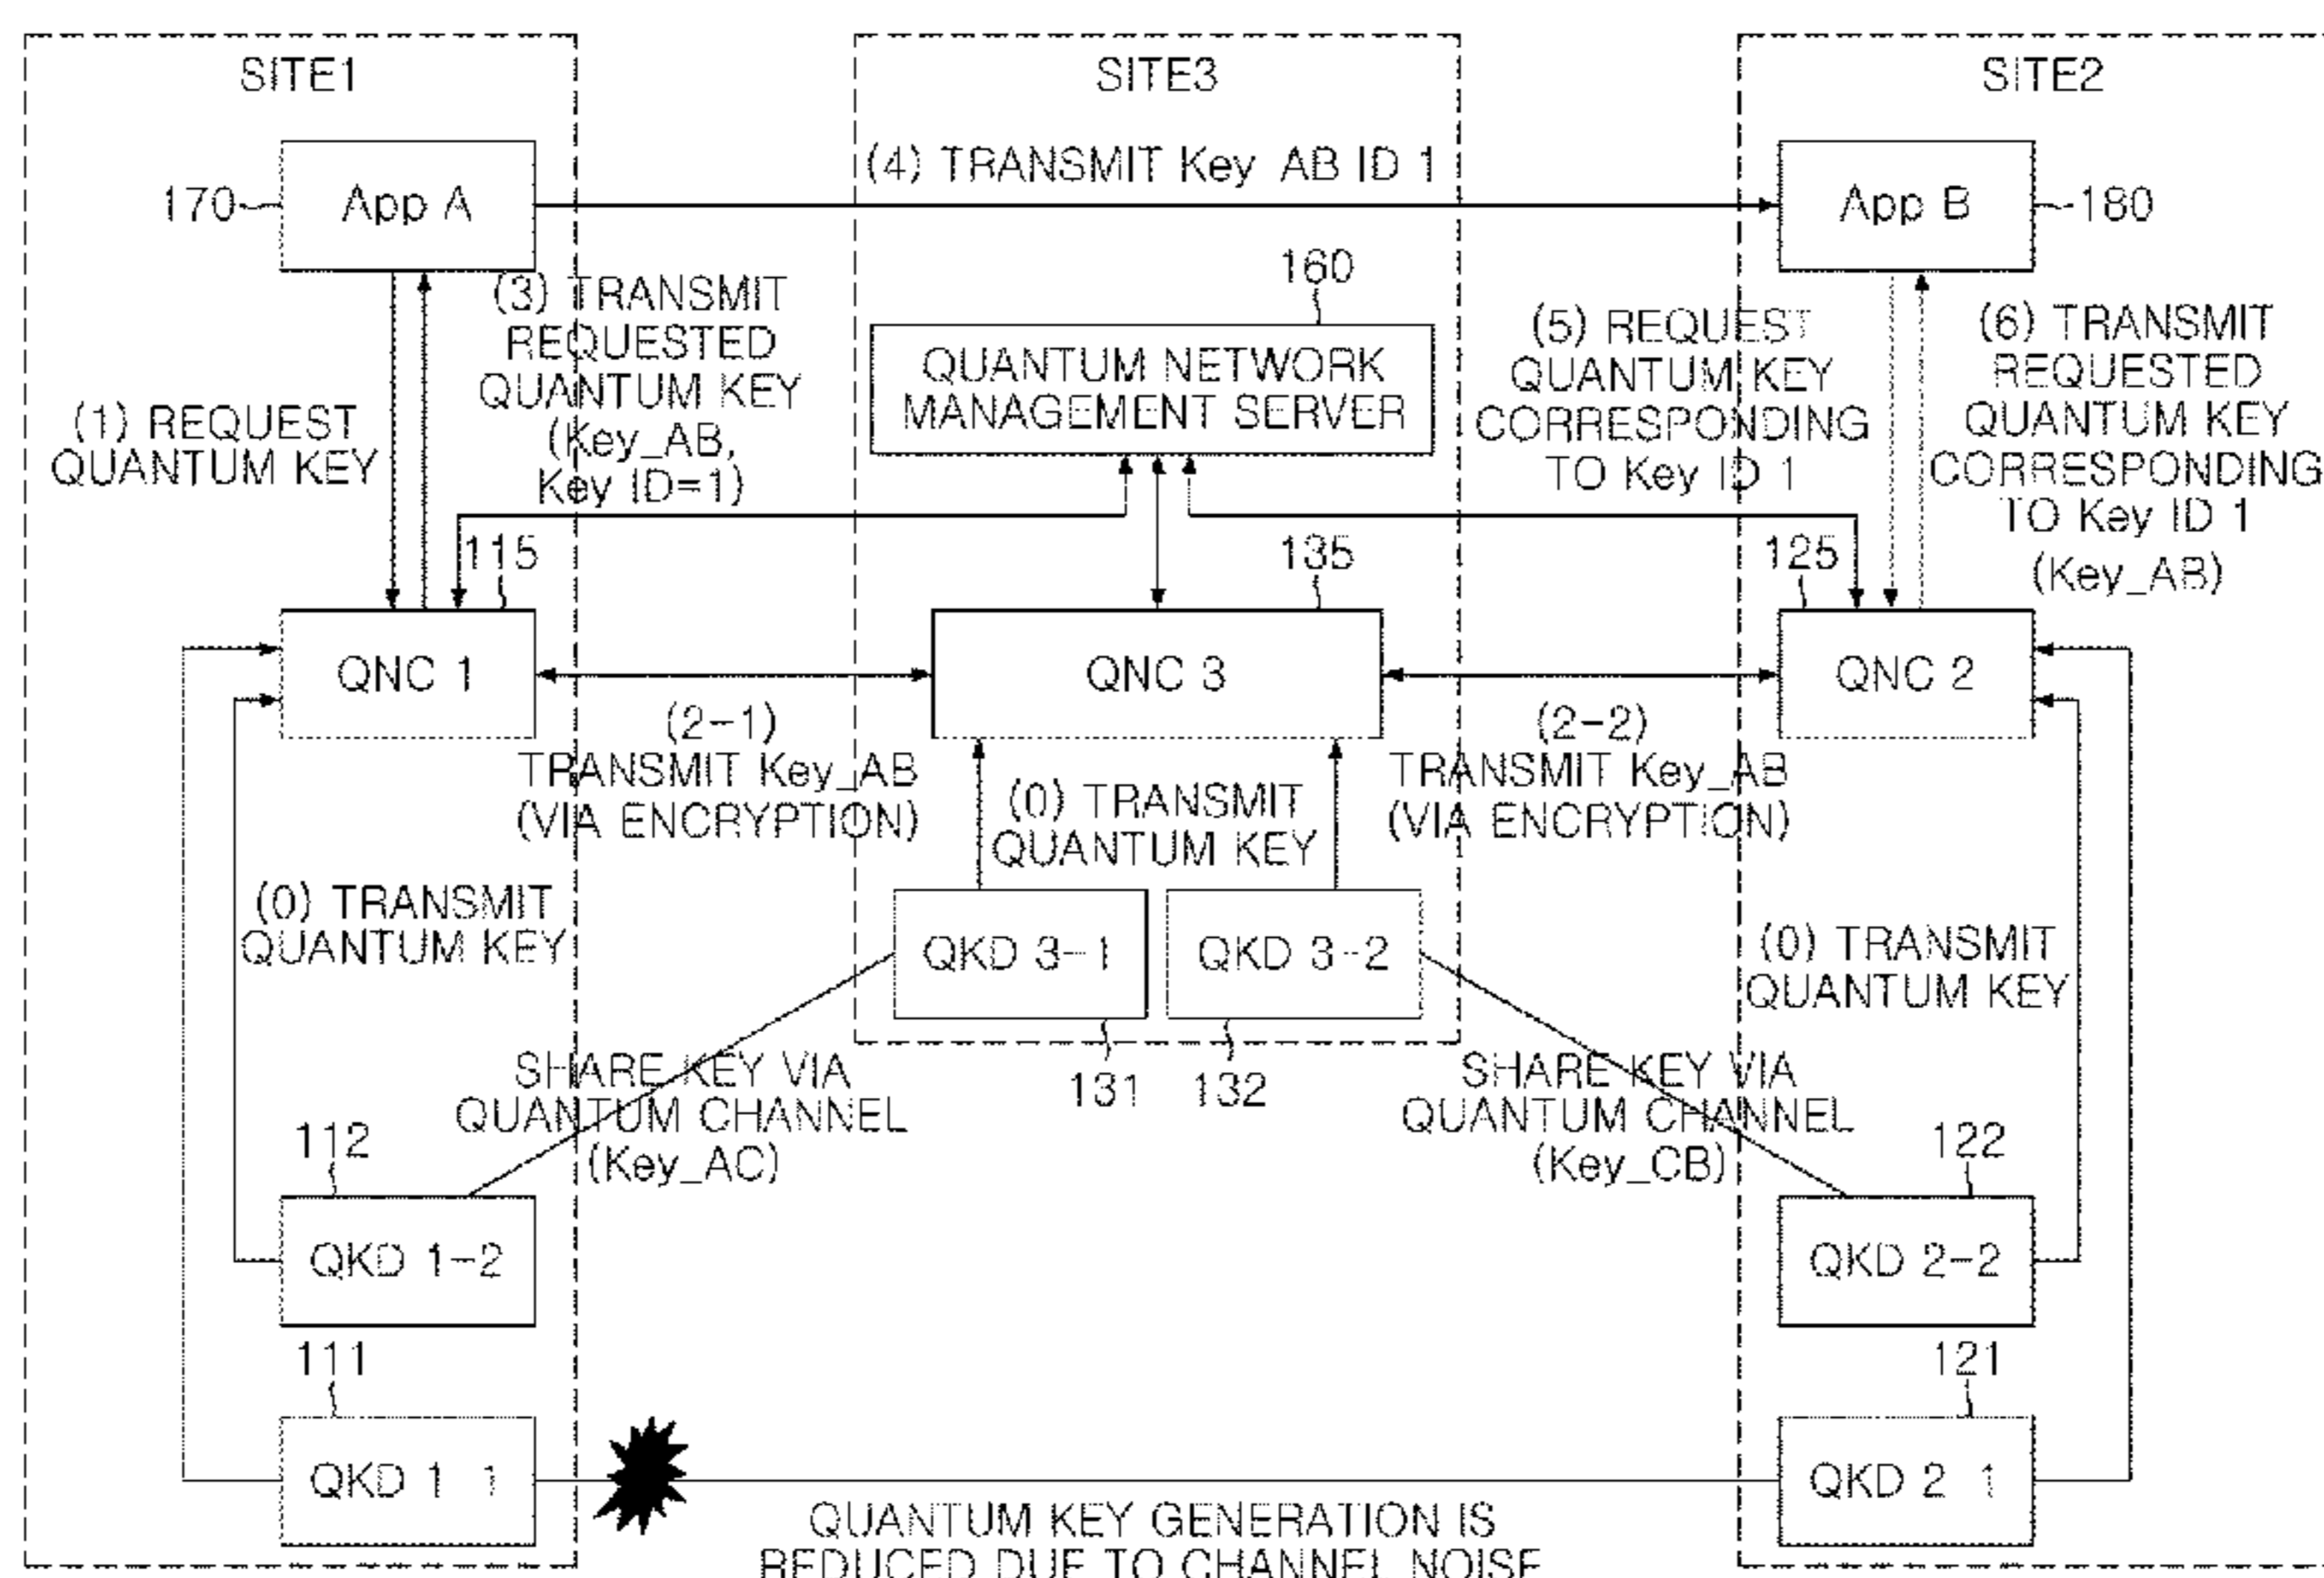 SITE1
SITE3
SITE2
(4) TRANSMIT Key AB ID 1
170
App A
App B
180
160
(3) TRANSMIT
REQUESTED
QUANTUM KEY
(Key_AB,
Key ID=1)
(1) REQUEST
QUANTUM KEY
QUANTUM NETWORK
MANAGEMENT SERVER
(5) REQUEST
QUANTUM KEY
CORRESPONDING
TO Key ID 1
(6) TRANSMIT
REQUESTED
QUANTUM KEY
CORRESPONDING
TO Key ID 1
(Key_AB)
115
135
125
QNC 1
QNC 3
QNC 2
(2-1)
TRANSMIT Key_AB
(VIA ENCRYPTION)
(2-2)
TRANSMIT Key_AB
(VIA ENCRYPTION)
(0) TRANSMIT
QUANTUM KEY
(0) TRANSMIT
QUANTUM KEY
(0) TRANSMIT
QUANTUM KEY
QKD 3-1
QKD 3-2
131
132
SHARE KEY VIA
QUANTUM CHANNEL
(Key_AC)
SHARE KEY VIA
QUANTUM CHANNEL
(Key_CB)
112
122
QKD 1-2
QKD 2-2
111
121
QKD 1 1
QKD 2 1
QUANTUM KEY GENERATION IS
REDUCED DUE TO CHANNEL NOISE